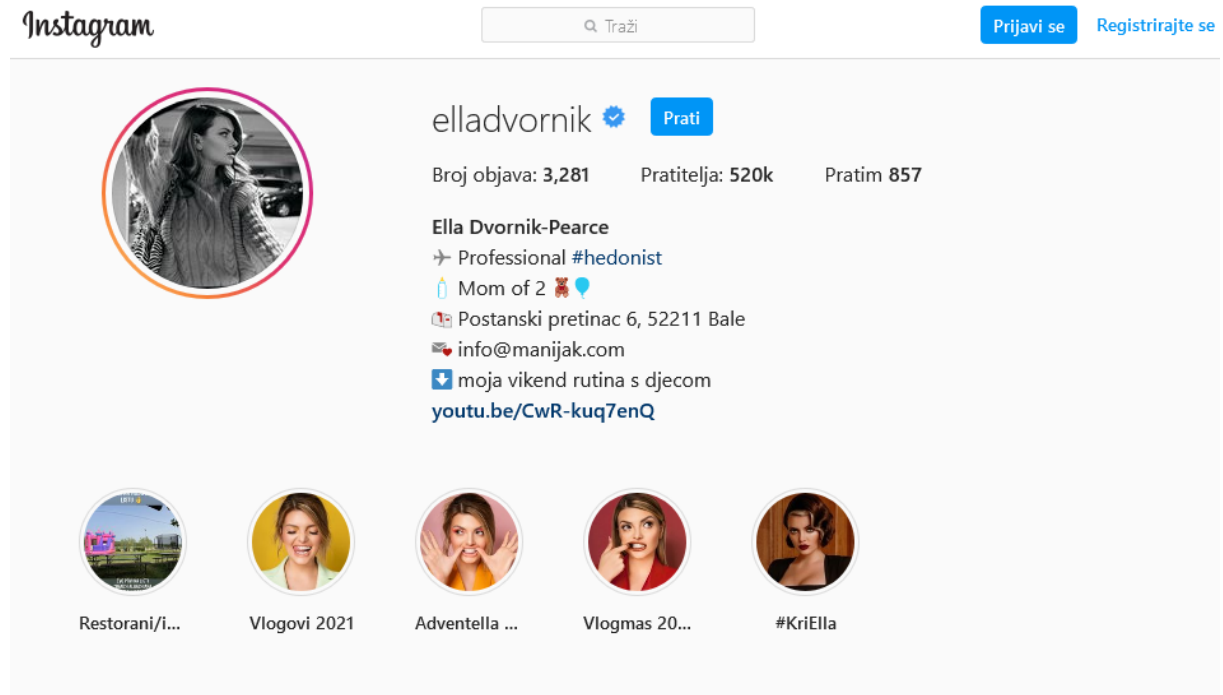 Instagram
Traži
Prijavi se
Registrirajte se
elladvornik
Prati
Broj objava: 3,281 Pratitelja: 520k Pratim 857
Ella Dvornik-Pearce
Professional #hedonist
Mom of 2
Postanski pretinac 6, 52211 Bale
info@manijak.com
moja vikend rutina s djecom
youtu.be/CwR-kuq7enQ
Restorani/i...
Vlogovi 2021
Adventella ...
Vlogmas 20...
#KriElla